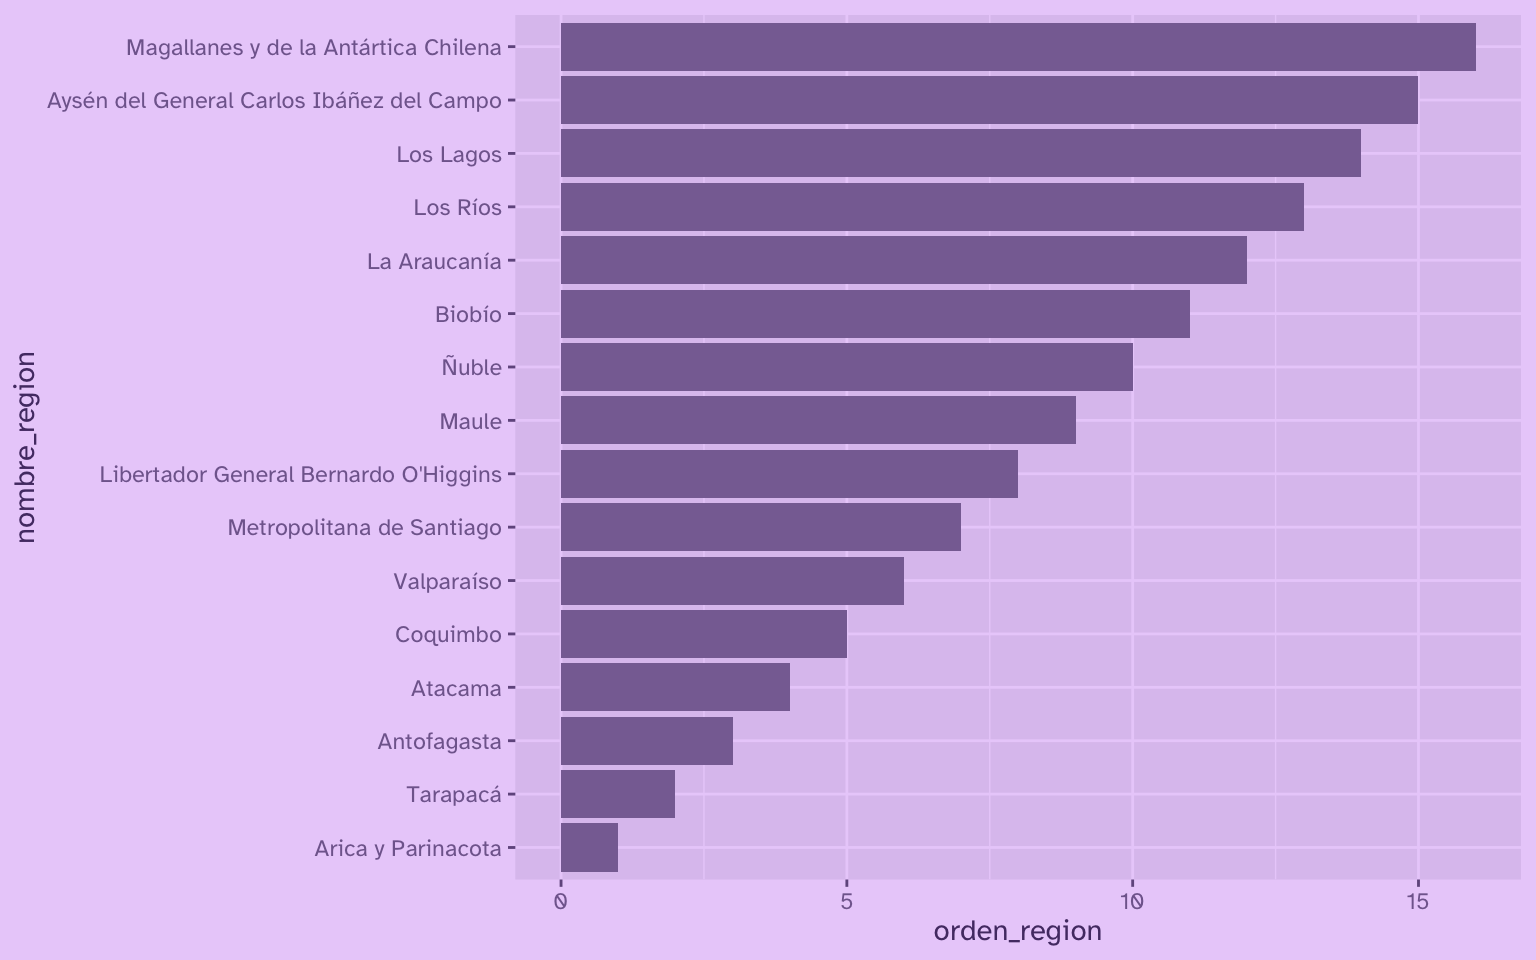 Magallanes y de la Antártica Chilena
Aysén del General Carlos Ibáñez del Campo
Los Lagos
Los Ríos
La Araucanía
Biobío
Ñuble
Maule
Libertador General Bernardo O'Higgins
Metropolitana de Santiago
Valparaíso
Coquimbo
Atacama
Antofagasta
Tarapacá
Arica y Parinacota
nombre_region
0 5 10 15
orden_region